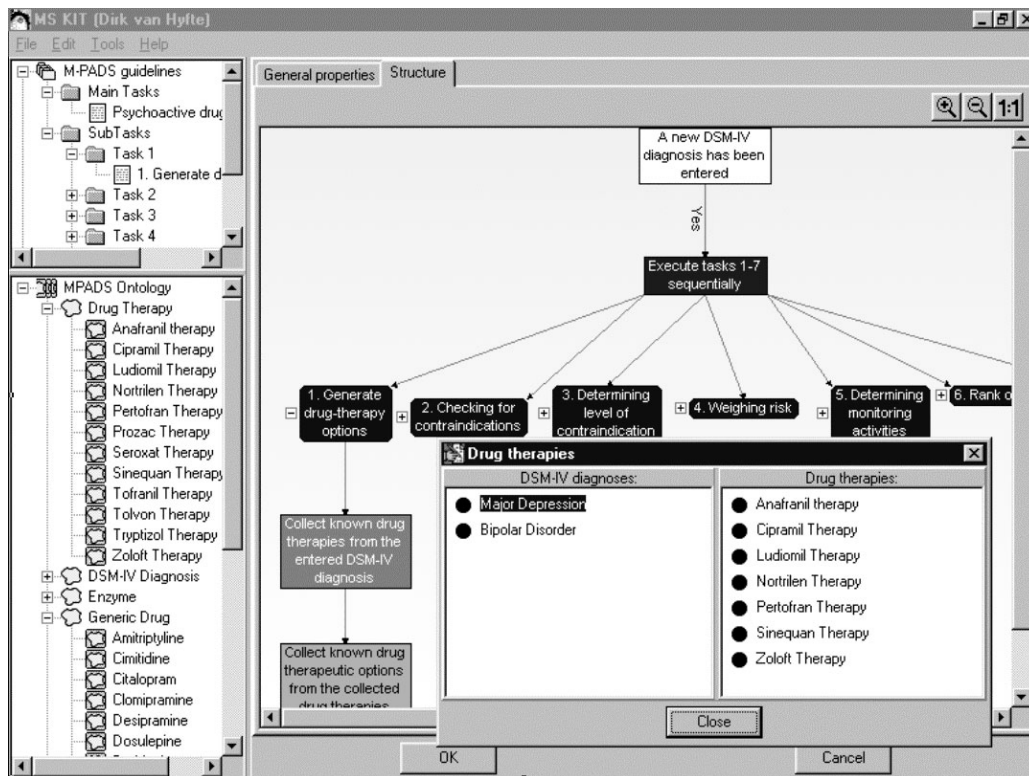 MS KIT (Dirk van Hyfte)
File Edit Tools Help
M-PADS guidelines
Main Tasks
Psychoactive drug
SubTasks
Task 1
1. Generate d
Task 2
Task 3
Task 4
MPADS Ontology
Drug Therapy
Anafranil therapy
Cipramil Therapy
Ludiomil Therapy
Nortrilen Therapy
Pertofran Therapy
Prozac Therapy
Seroxat Therapy
Sinequan Therapy
Tofranil Therapy
Tolvon Therapy
Tryptizol Therapy
Zoloft Therapy
DSM-IV Diagnosis
Enzyme
Generic Drug
Amitriptyline
Cimitidine
Citalopram
Clomipramine
Desipramine
Dosulepine
General properties
Structure
1:1
A new DSM-IV
diagnosis has been
entered
Yes
Execute tasks 1-7
sequentially
1. Generate
drug-therapy
options
2. Checking for
contraindications
3. Determining
level of
contraindication
4. Weighing risk
5. Determining
monitoring
activities
6. Rank o
Collect known drug
therapies from the
entered DSM-IV
diagnosis
Collect known drug
therapeutic options
from the collected
drug therapies
Drug therapies
DSM-IV diagnoses:
Major Depression
Bipolar Disorder
Drug therapies:
Anafranil therapy
Cipramil Therapy
Ludiomil Therapy
Nortrilen Therapy
Pertofran Therapy
Sinequan Therapy
Zoloft Therapy
Close
OK
Cancel